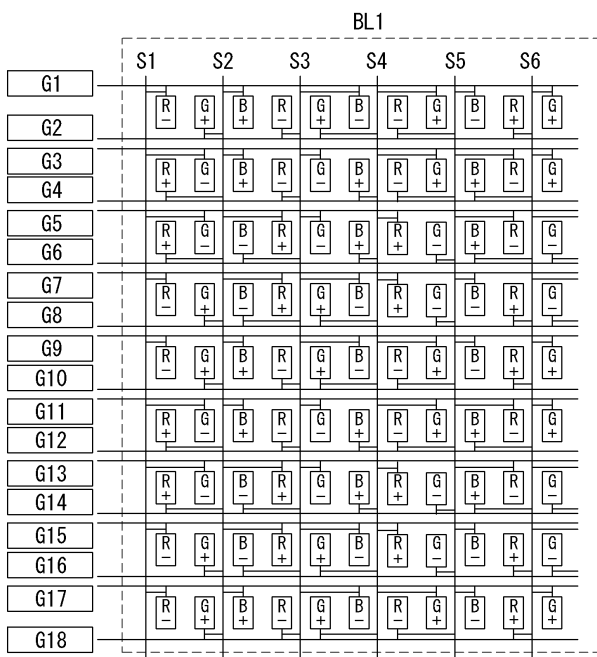 BL1
S1 S2 S3 S4 S5 S6
G1
R G B R G B R G B R G
− + + − + − − + − + +
G2
G3
R G B R G B R G B R G
+ − + − − + − + − − +
G4
G5
R G B R G B R G B R G
+ − − + − + + − + − −
G6
G7
R G B R G B R G B R G
− + − + + − + − − + −
G8
G9
R G B R G B R G B R G
− + + − + − − + − + +
G10
G11
R G B R G B R G B R G
+ − + − − + − + − − +
G12
G13
R G B R G B R G B R G
+ − − + − + + − + − −
G14
G15
R G B R G B R G B R G
− + − + + − + − − + −
G16
G17
R G B R G B R G B R G
− + + − + − − + − + +
G18